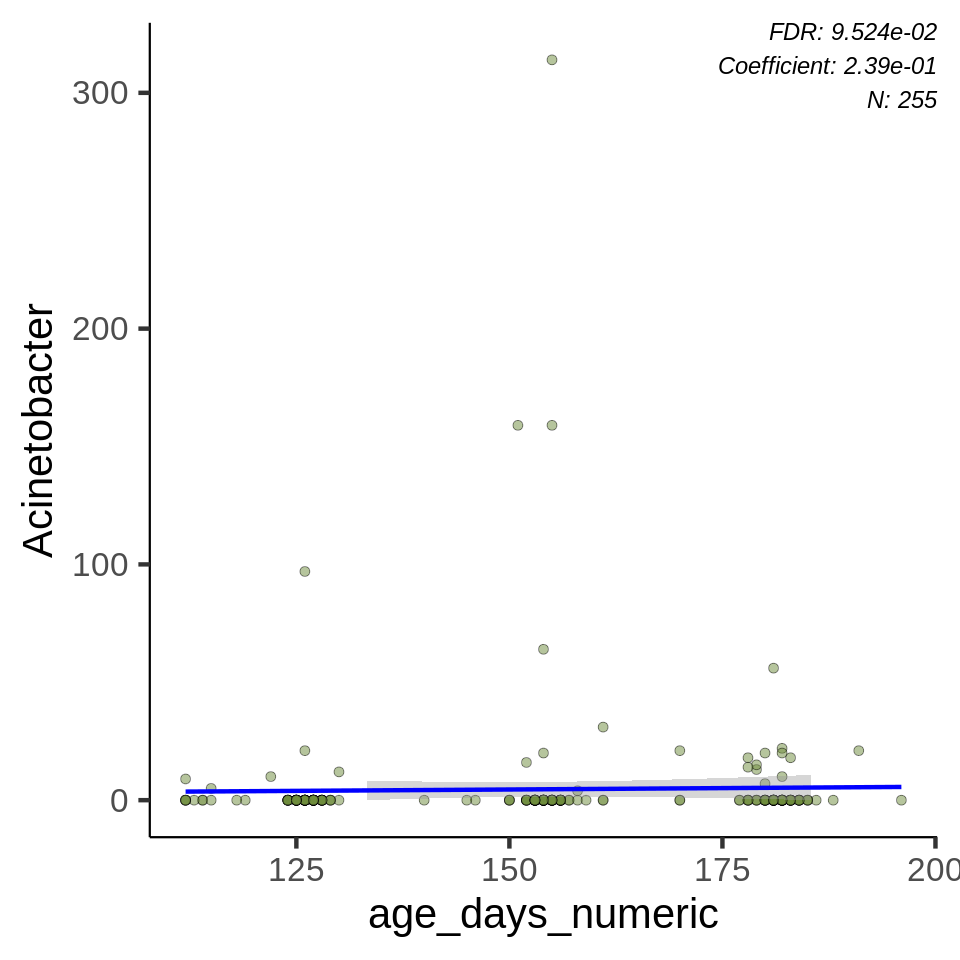 FDR: 9.524e-02
Coefficient: 2.39e-01
N: 255
300
200
100
0
Acinetobacter
125 150 175 200
age_days_numeric